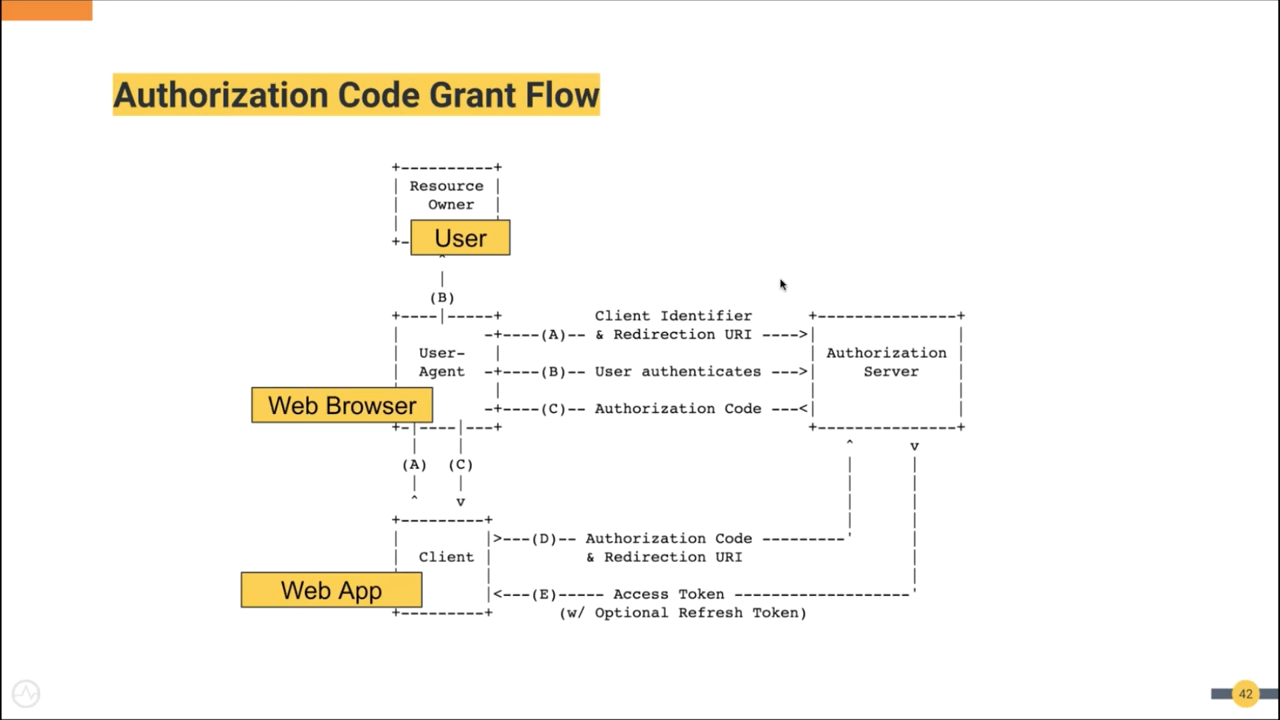 Authorization Code Grant Flow
+----------+
| Resource |
| Owner |
| User
+-
^
|
(B)
+----|-----+ Client Identifier +---------------+
| -+----(A)-- & Redirection URI ---->| |
| User- | | Authorization |
| Agent -+----(B)-- User authenticates --->| Server |
| | | |
Web Browser -+----(C)-- Authorization Code ---<| |
+-|----|---+ +---------------+
| | ^ v
(A) (C) | |
| | | |
^ v | |
+---------+ | |
| |>---(D)-- Authorization Code ---------' |
| Client | & Redirection URI |
Web App |<---(E)----- Access Token -------------------'
+---------+ (w/ Optional Refresh Token)
42